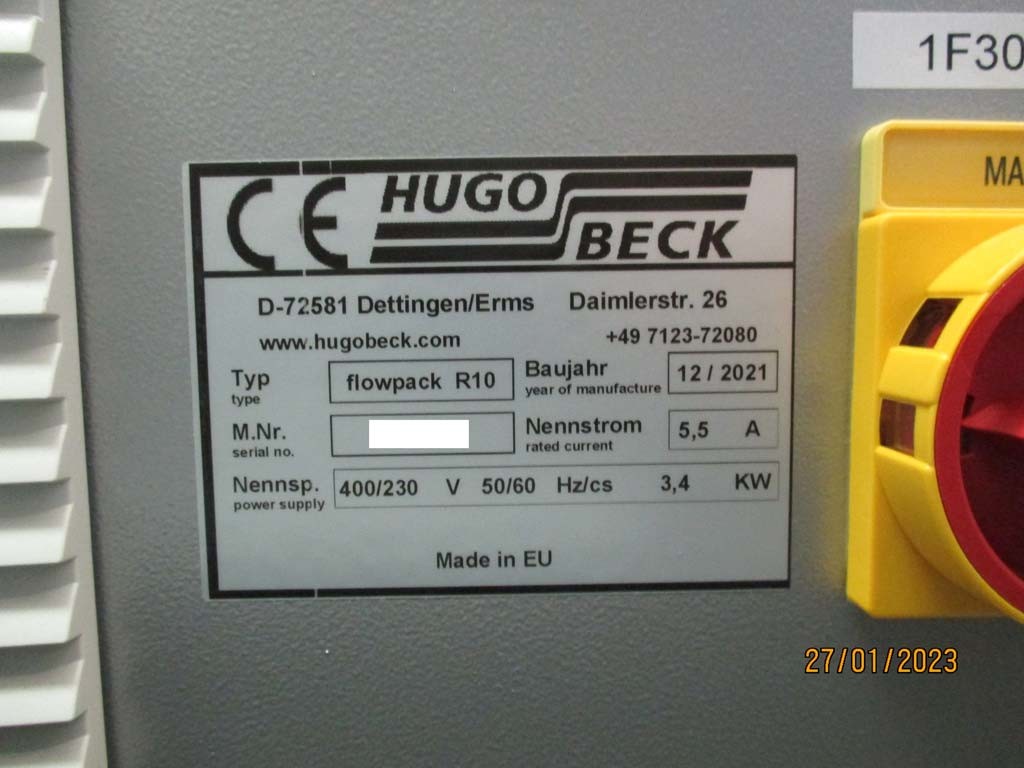 1F30
MA
CE HUGO
BECK
D-72581 Dettingen/Erms Daimlerstr. 26
www.hugobeck.com +49 7123-72080
Typ flowpack R10 Baujahr 12 / 2021
type year of manufacture
M.Nr. Nennstrom 5,5 A
serial no. rated current
Nennsp. 400/230 V 50/60 Hz/cs 3,4 KW
power supply
Made in EU
27/01/2023